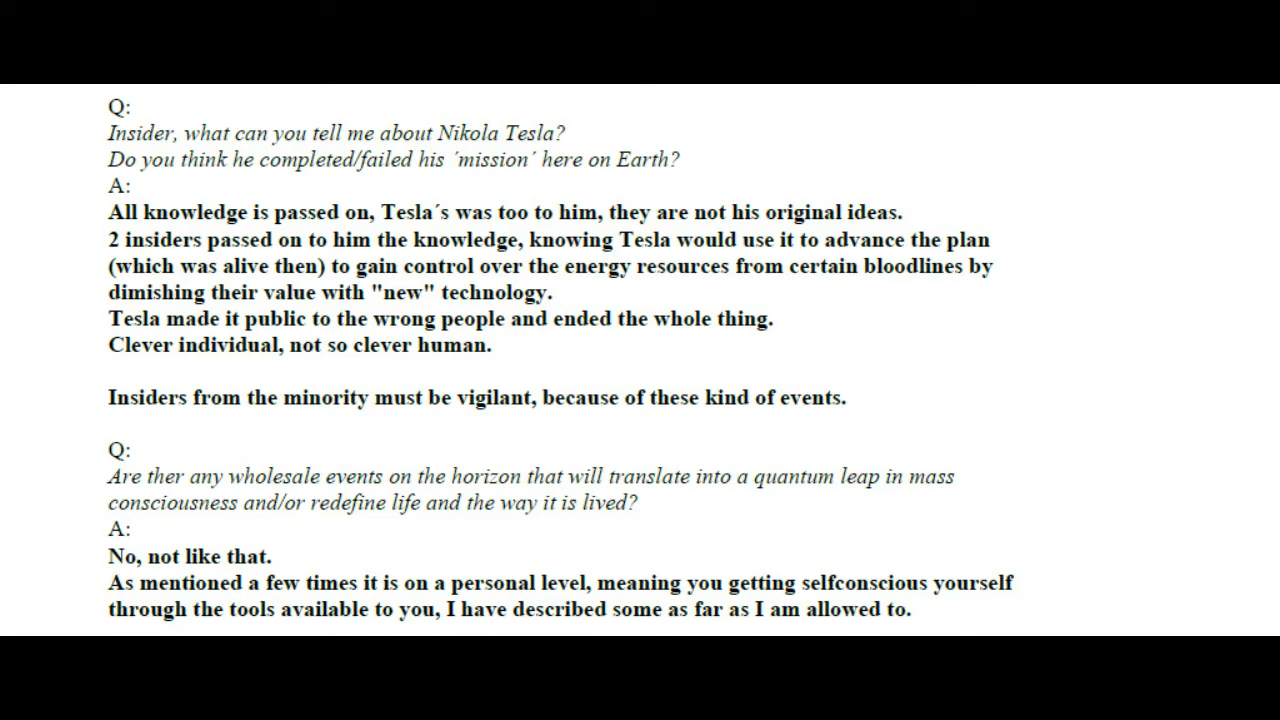 Q:
Insider, what can you tell me about Nikola Tesla?
Do you think he completed/failed his ´mission´ here on Earth?
A:
All knowledge is passed on, Tesla´s was too to him, they are not his original ideas.
2 insiders passed on to him the knowledge, knowing Tesla would use it to advance the plan
(which was alive then) to gain control over the energy resources from certain bloodlines by
dimishing their value with "new" technology.
Tesla made it public to the wrong people and ended the whole thing.
Clever individual, not so clever human.
Insiders from the minority must be vigilant, because of these kind of events.
Q:
Are ther any wholesale events on the horizon that will translate into a quantum leap in mass
consciousness and/or redefine life and the way it is lived?
A:
No, not like that.
As mentioned a few times it is on a personal level, meaning you getting selfconscious yourself
through the tools available to you, I have described some as far as I am allowed to.